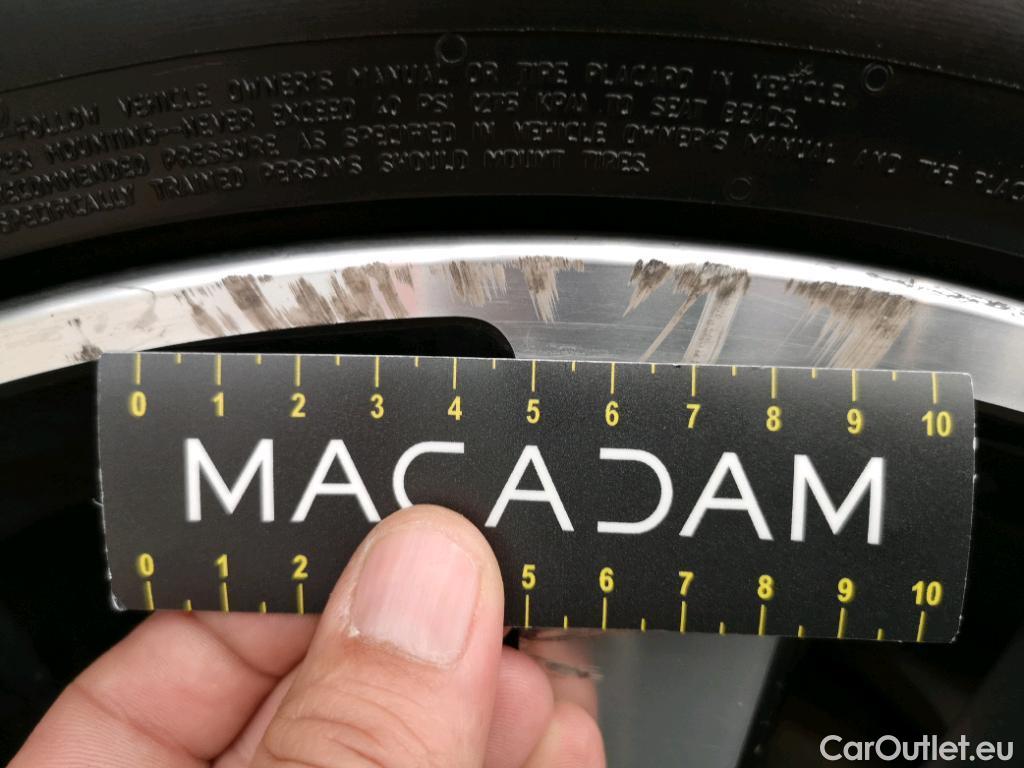 FOLLOW VEHICLE OWNER'S MANUAL OR TIRE PLACARD IN VEHICLE.
MOUNTING—NEVER EXCEED 40 PSI (275 KPA) TO SEAT BEADS.
RECOMMENDED PRESSURE AS SPECIFIED IN VEHICLE OWNER'S MANUAL AND THE PLAC
SPECIFICALLY TRAINED PERSONS SHOULD MOUNT TIRES.
0 1 2 3 4 5 6 7 8 9 10
MACADAM
0 1 2 5 6 7 8 9 10
CarOutlet.eu